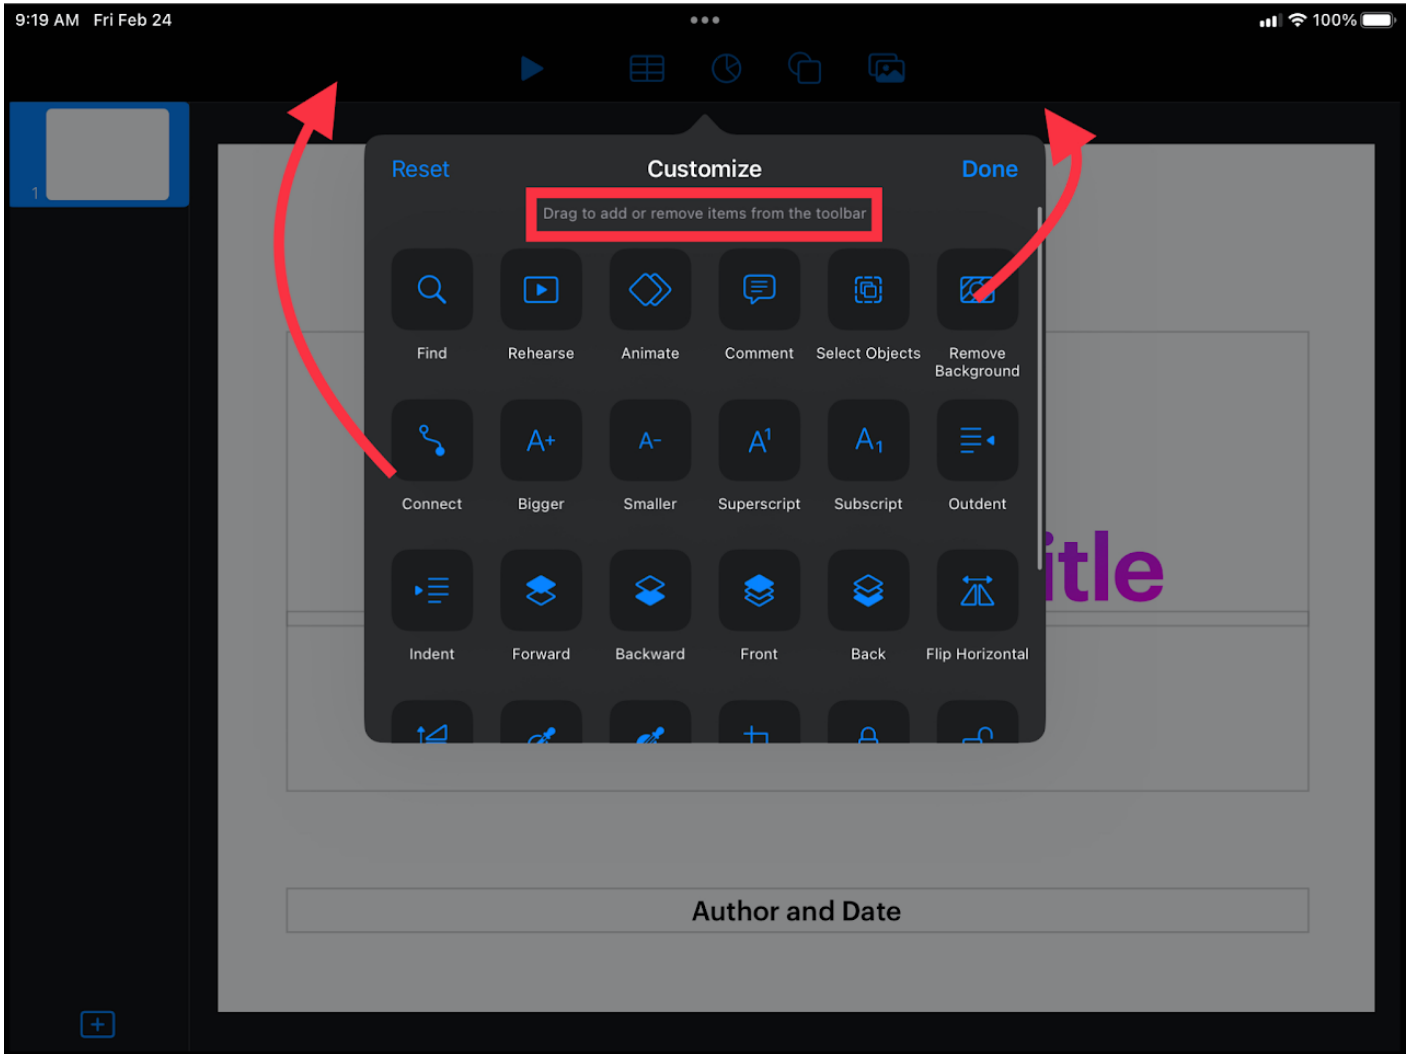 9:19 AM Fri Feb 24
100%
1
Reset
Customize
Done
Drag to add or remove items from the toolbar
Find
Rehearse
Animate
Comment
Select Objects
Remove
Background
A+
A-
A1
A1
Connect
Bigger
Smaller
Superscript
Subscript
Outdent
itle
Indent
Forward
Backward
Front
Back
Flip Horizontal
Author and Date